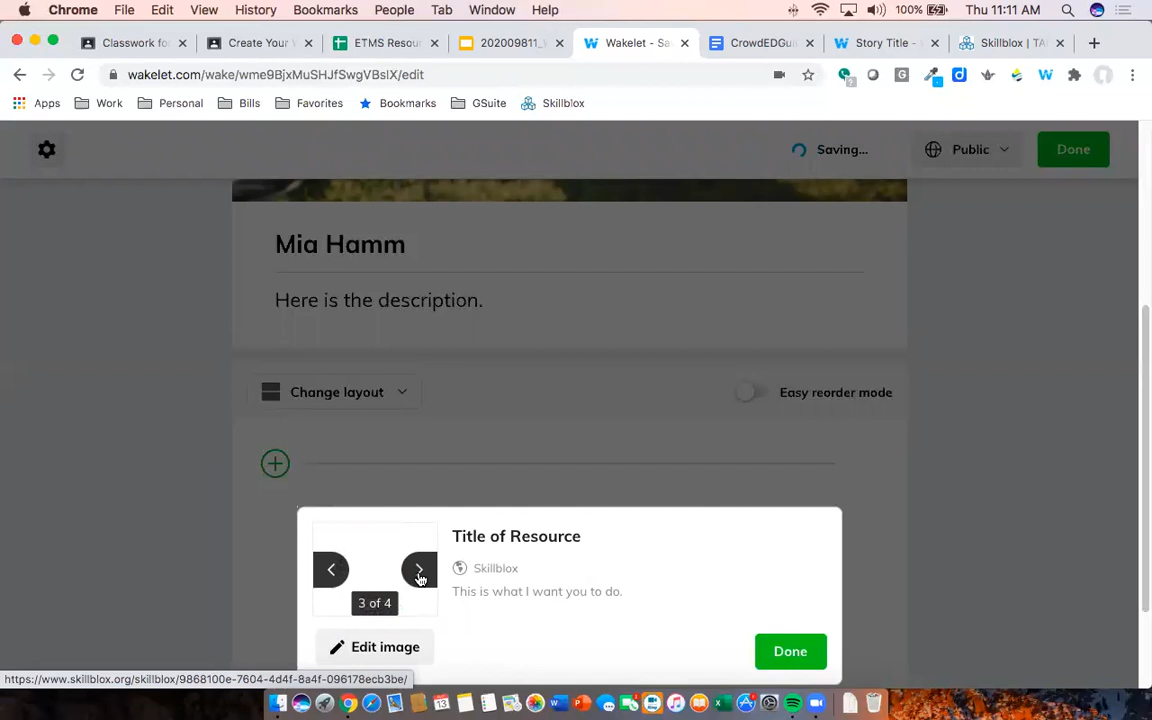 Chrome File Edit View History Bookmarks People Tab Window Help 100% Thu 11:11 AM
Classwork fo Create Your ETMS Resou 202009811_ Wakelet - Sa CrowdEDGu Story Title - Skillblox | TA
wakelet.com/wake/wme9BjxMuSHJfSwgVBslX/edit
Apps Work Personal Bills Favorites Bookmarks GSuite Skillblox
Saving... Public Done
Mia Hamm
Here is the description.
Change layout Easy reorder mode
Title of Resource
Skillblox
This is what I want you to do.
3 of 4
Edit image Done
https://www.skillblox.org/skillblox/9868100e-7604-4d4f-8a4f-096178ecb3be/